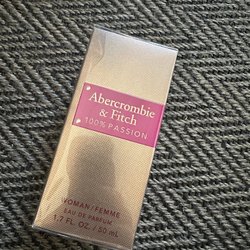 Abercrombie
& Fitch
100% PASSION
WOMAN/FEMME
EAU DE PARFUM
1.7 FL. OZ. / 50 mL